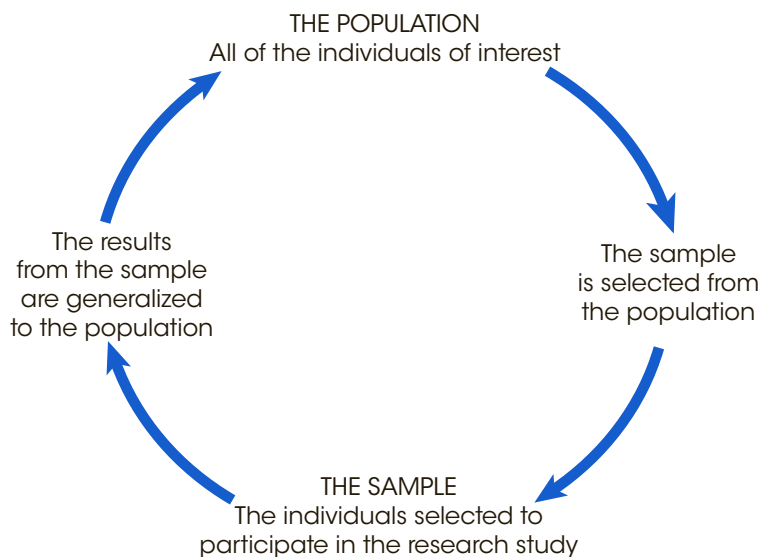 THE POPULATION
All of the individuals of interest
The sample
is selected from
the population
THE SAMPLE
The individuals selected to
participate in the research study
The results
from the sample
are generalized
to the population